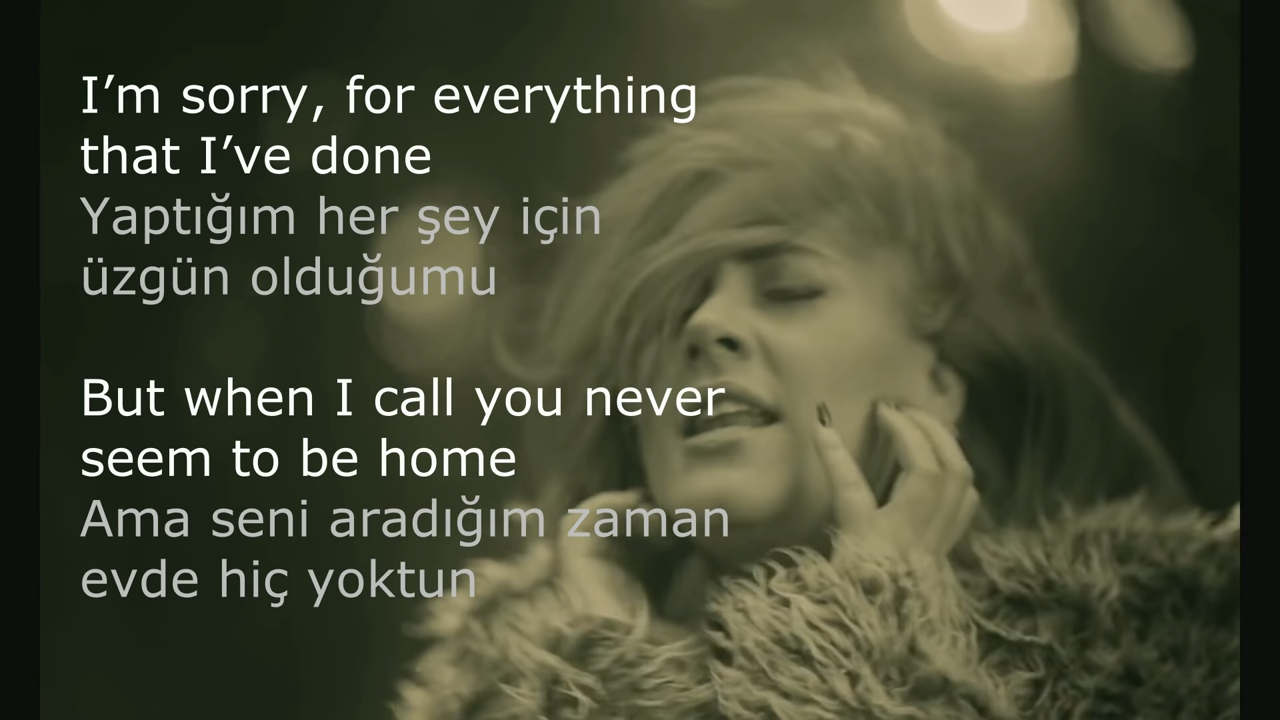 I’m sorry, for everything
that I’ve done
Yaptığım her şey için
üzgün olduğumu
But when I call you never
seem to be home
Ama seni aradığım zaman
evde hiç yoktun